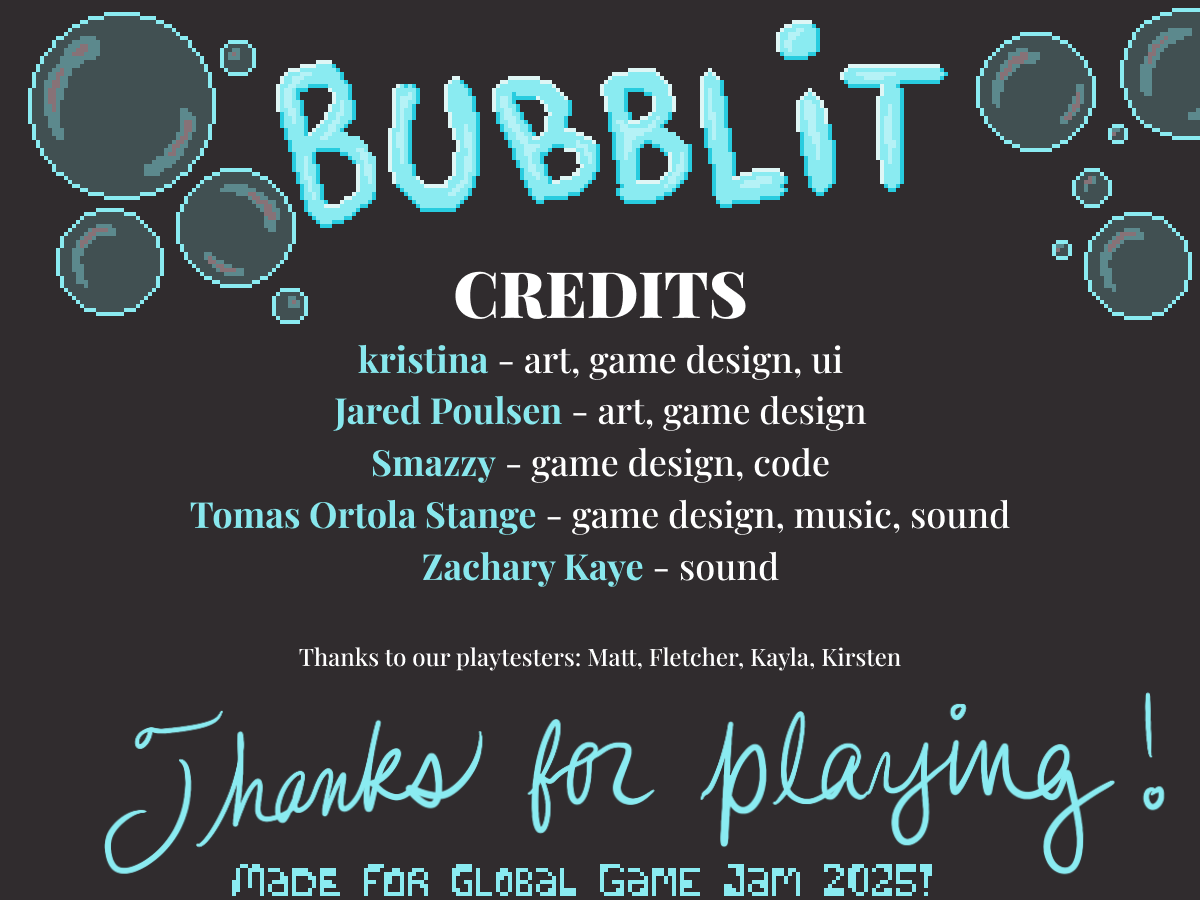 BUBBLiT
CREDITS
kristina - art, game design, ui
Jared Poulsen - art, game design
Smazzy - game design, code
Tomas Ortola Stange - game design, music, sound
Zachary Kaye - sound
Thanks to our playtesters: Matt, Fletcher, Kayla, Kirsten
Thanks for playing!
MaDE FOR GLOBaL GaME Jam 2025!